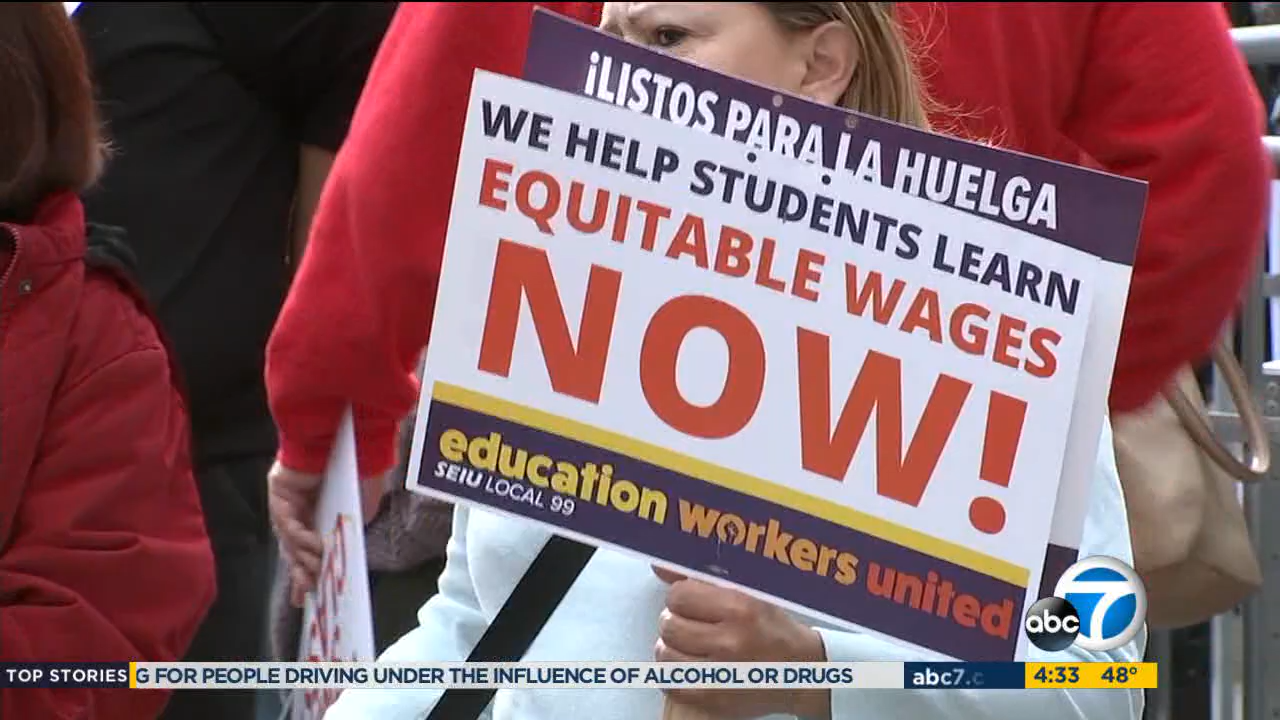 ¡LISTOS PARA LA HUELGA
WE HELP STUDENTS LEARN
EQUITABLE WAGES
NOW!
education workers united
SEIU LOCAL 99
abc 7
TOP STORIES
G FOR PEOPLE DRIVING UNDER THE INFLUENCE OF ALCOHOL OR DRUGS
abc7.c
4:33 48°